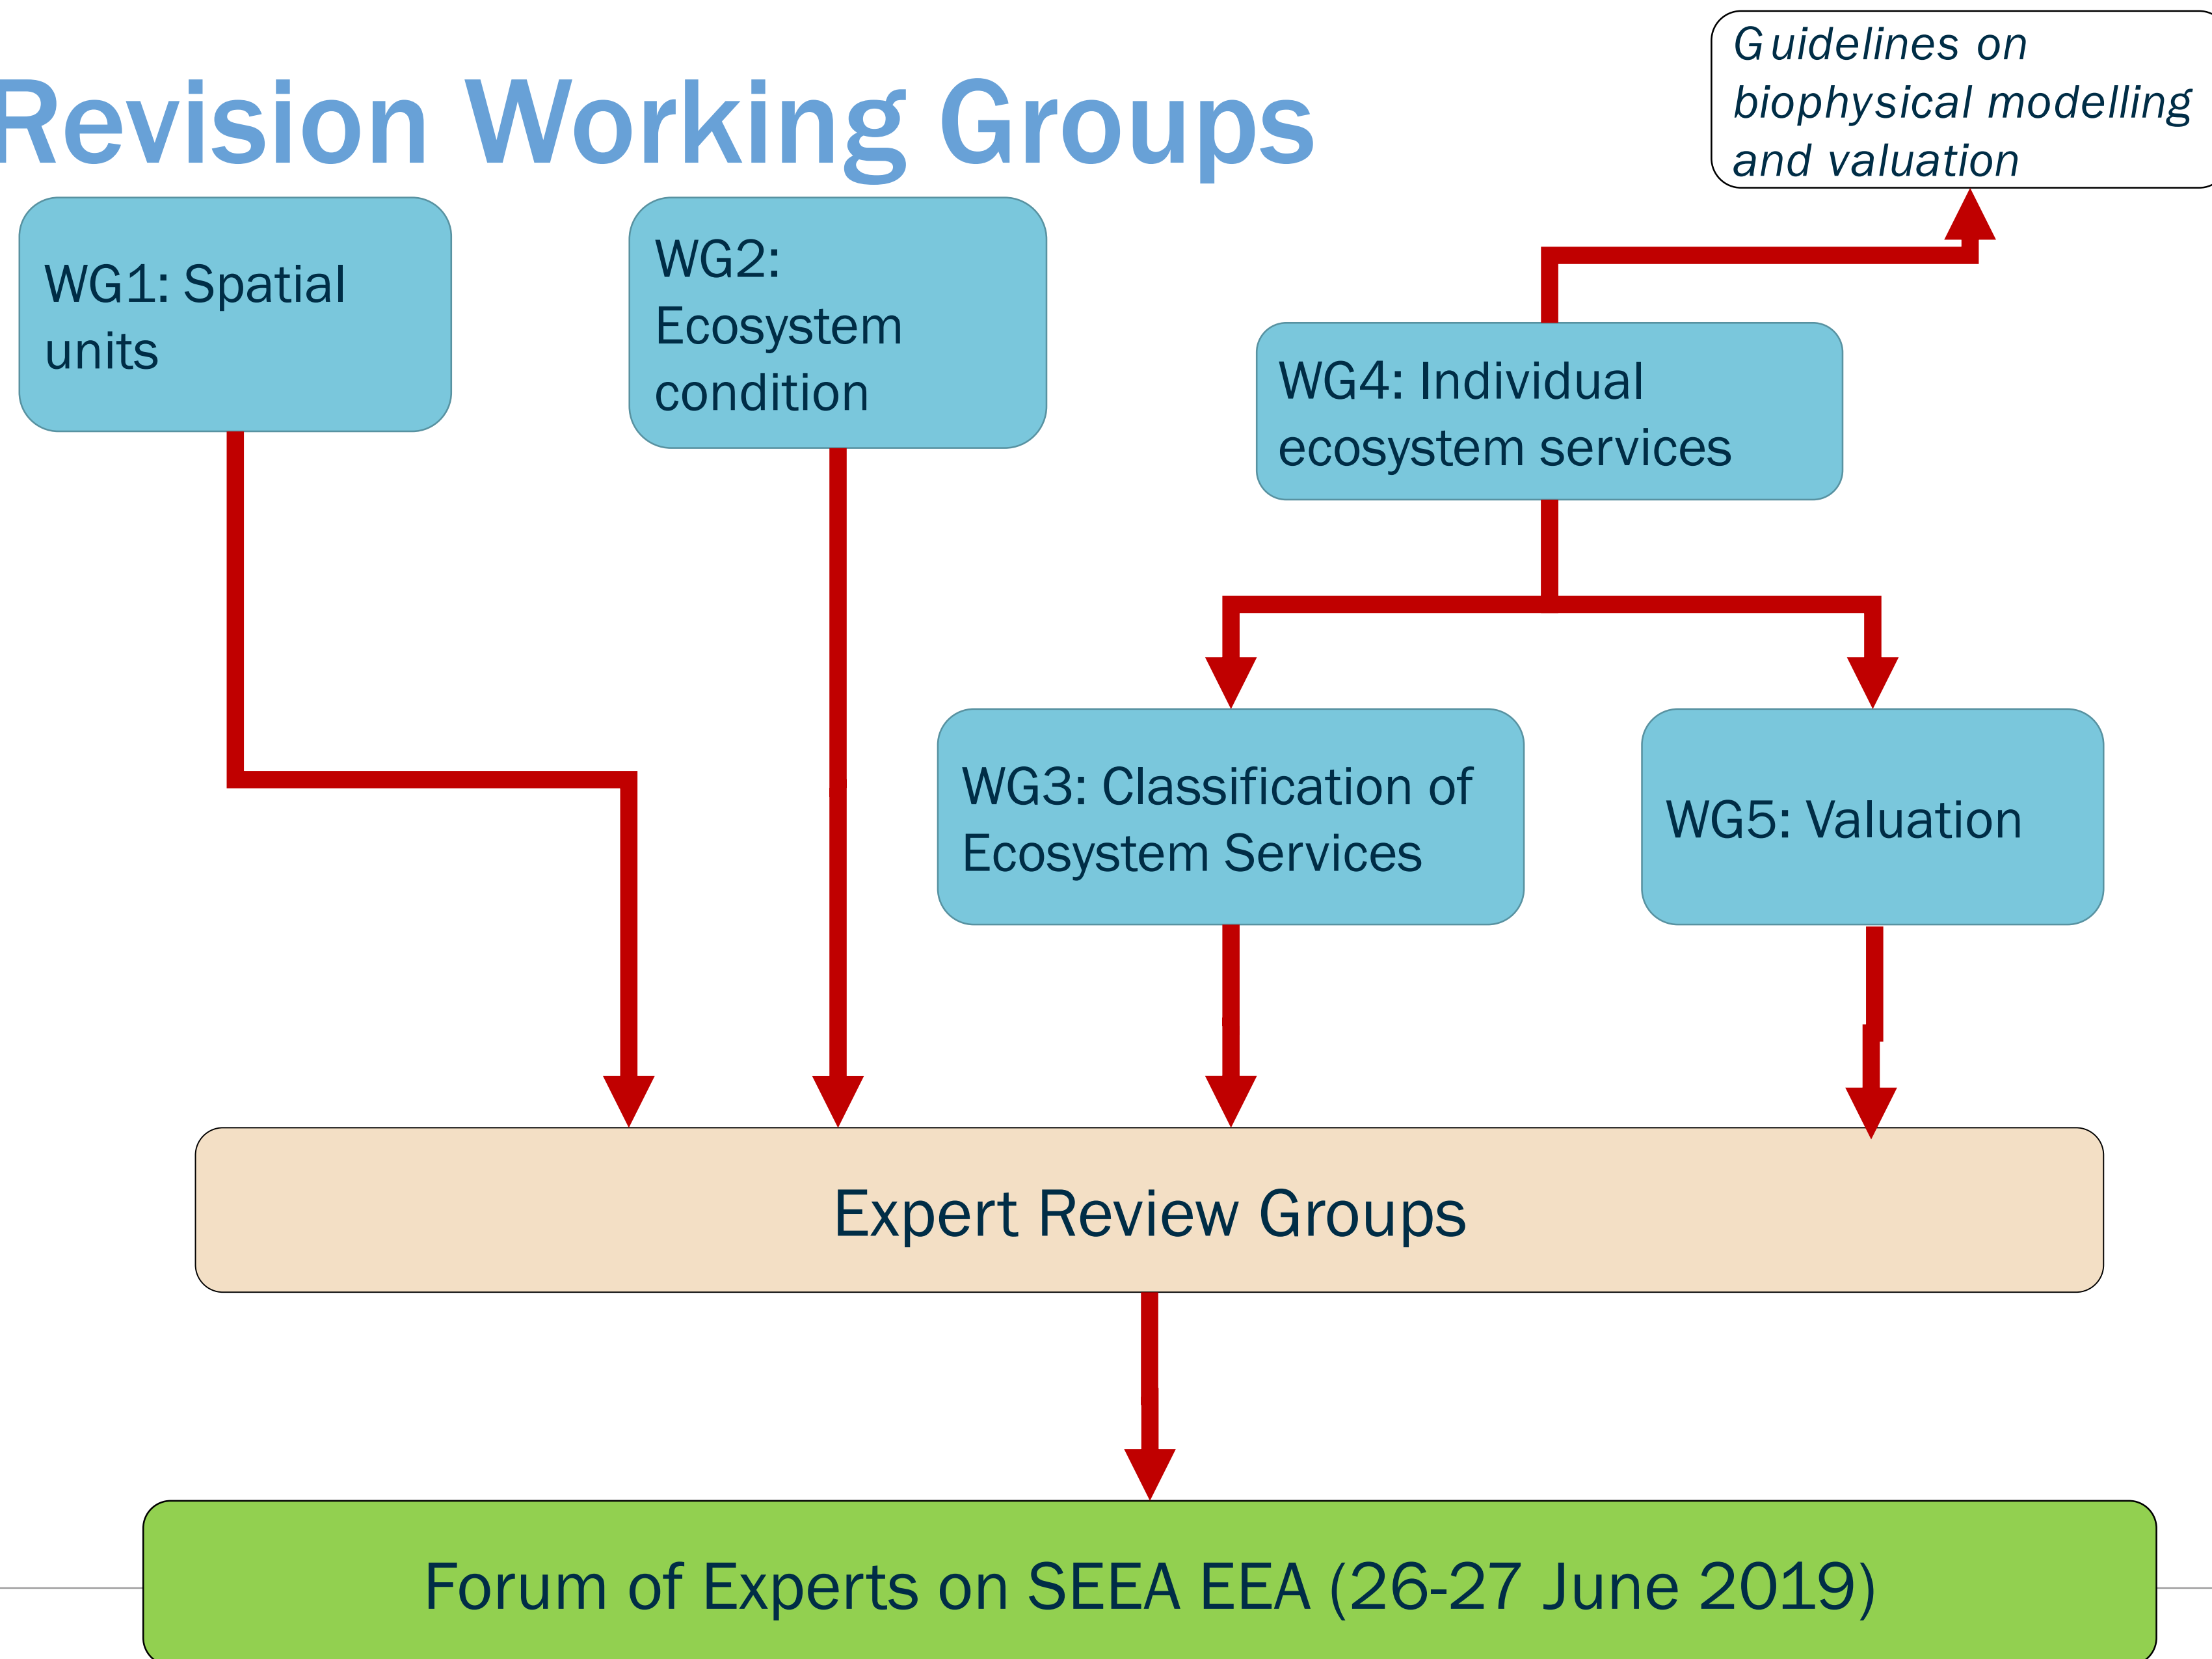 Revision Working Groups
Guidelines on
biophysical modelling
and valuation
WG1: Spatial
units
WG2:
Ecosystem
condition
WG4: Individual
ecosystem services
WG3: Classification of
Ecosystem Services
WG5: Valuation
Expert Review Groups
Forum of Experts on SEEA EEA (26-27 June 2019)